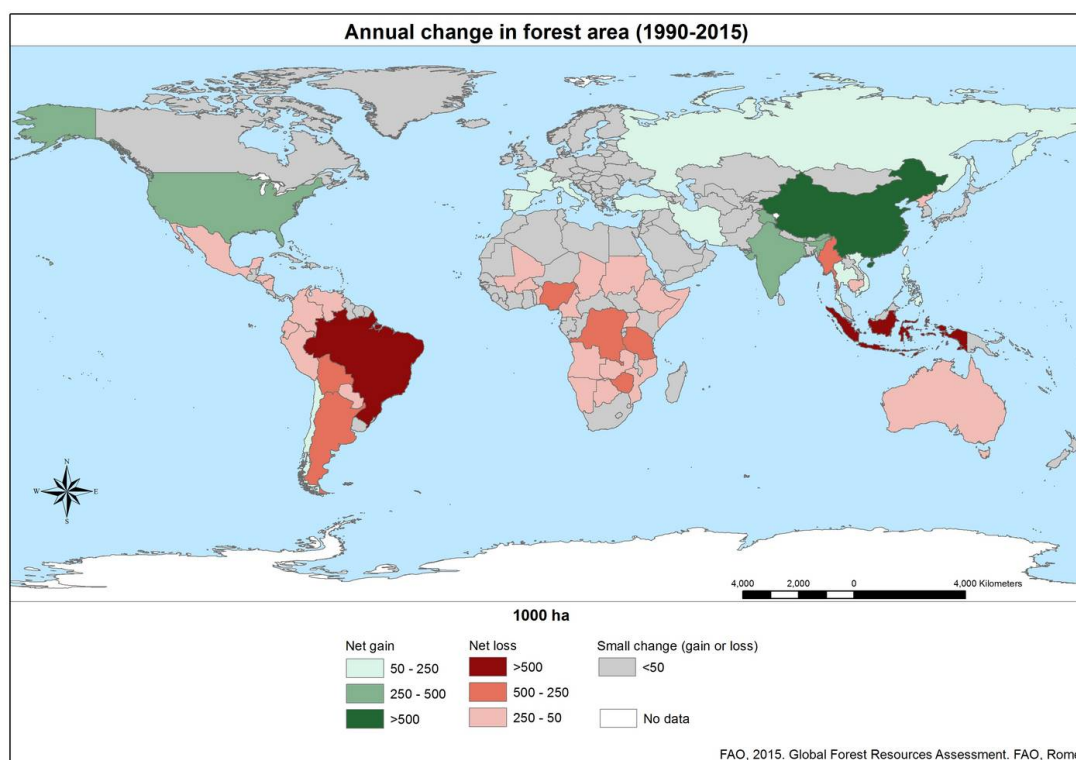 Annual change in forest area (1990-2015)
N
W E
S
4,000 2,000 0 4,000 Kilometers
1000 ha
Net gain
50 - 250
250 - 500
>500
Net loss
>500
500 - 250
250 - 50
Small change (gain or loss)
<50
No data
FAO, 2015. Global Forest Resources Assessment. FAO, Rome